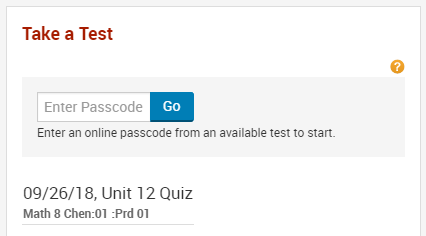 Take a Test
?
Enter Passcode Go
Enter an online passcode from an available test to start.
09/26/18, Unit 12 Quiz
Math 8 Chen:01 :Prd 01